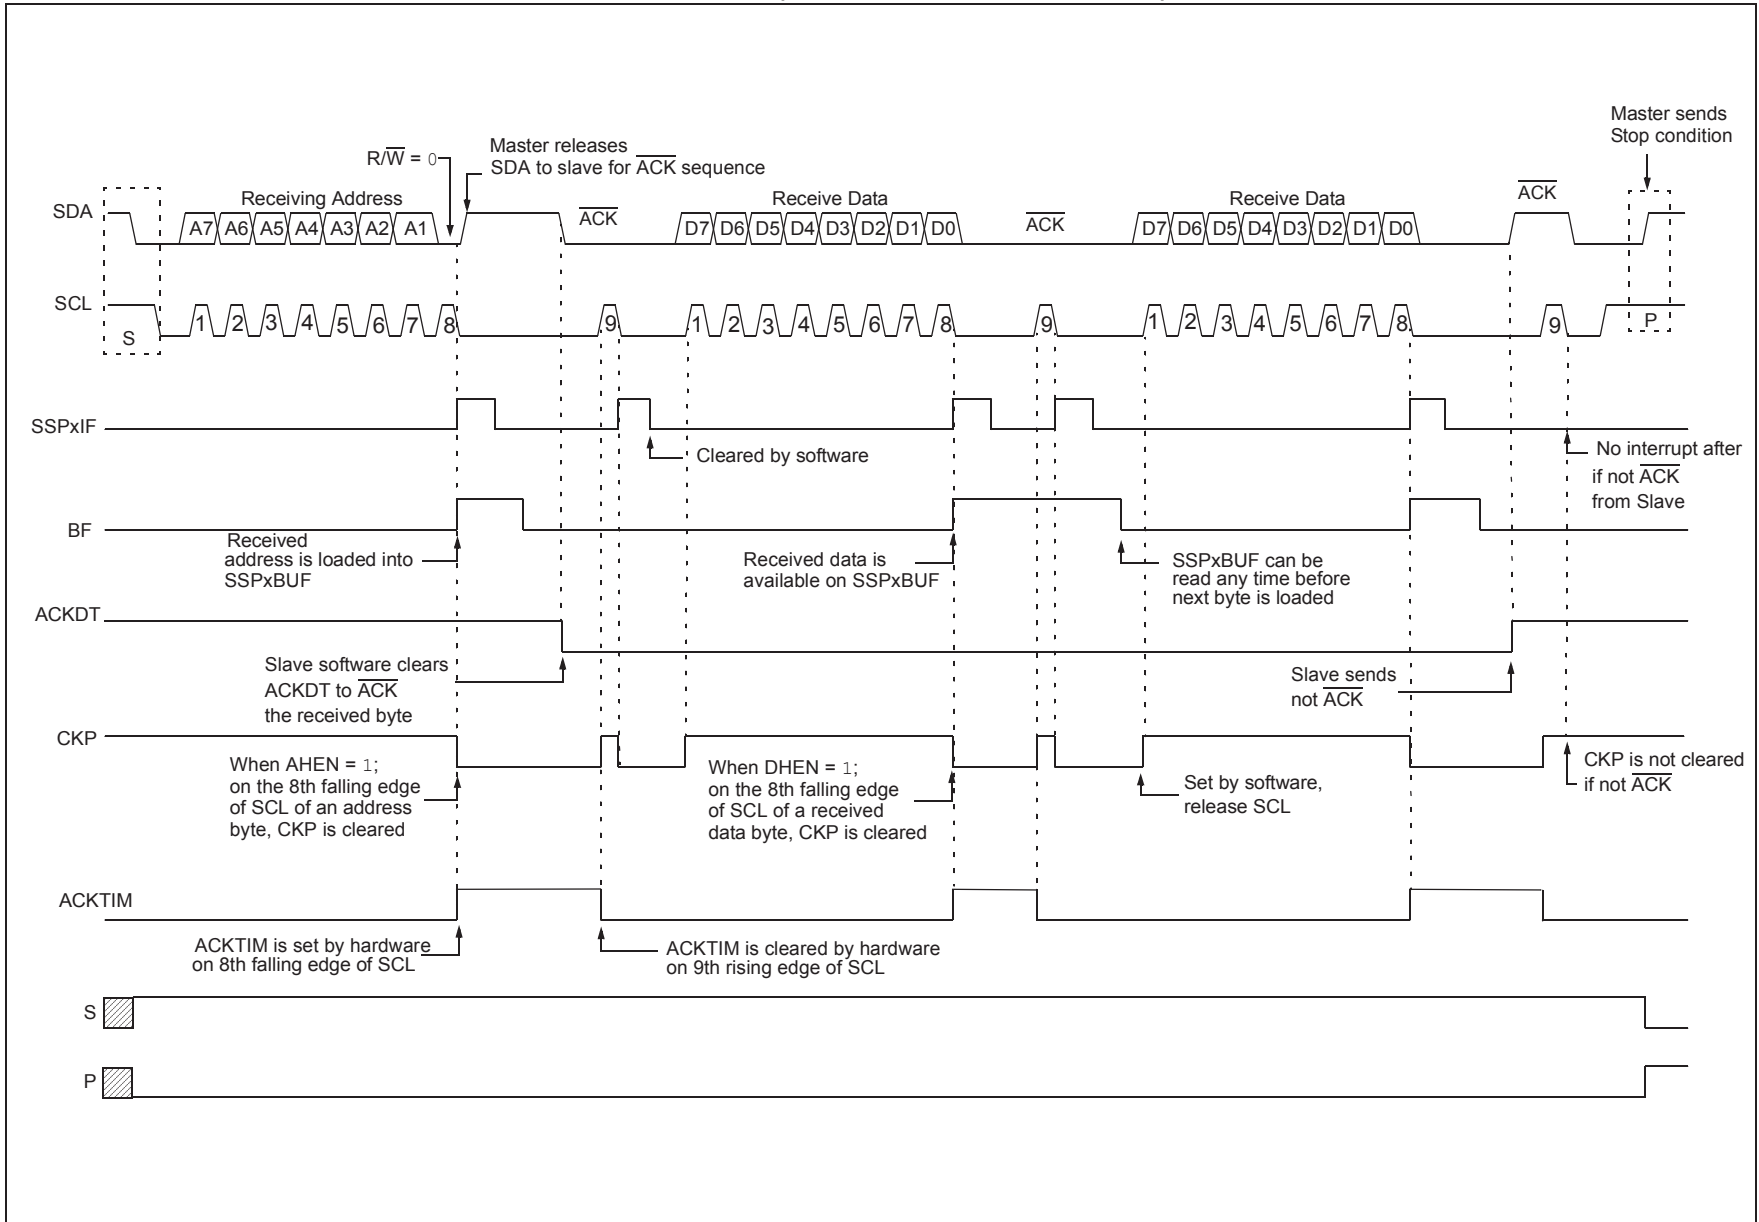 Master sends
Stop condition
R/W̅ = 0
Master releases
SDA to slave for A̅C̅K̅ sequence
Receiving Address
Receive Data
Receive Data
A̅C̅K̅
SDA
A7 A6 A5 A4 A3 A2 A1
A̅C̅K̅
D7 D6 D5 D4 D3 D2 D1 D0
A̅C̅K̅
D7 D6 D5 D4 D3 D2 D1 D0
SCL
S
1 2 3 4 5 6 7 8 9
1 2 3 4 5 6 7 8 9
1 2 3 4 5 6 7 8 9
P
SSPxIF
Cleared by software
No interrupt after
if not A̅C̅K̅
from Slave
BF
Received
address is loaded into
SSPxBUF
Received data is
available on SSPxBUF
SSPxBUF can be
read any time before
next byte is loaded
ACKDT
Slave software clears
ACKDT to A̅C̅K̅
the received byte
Slave sends
not A̅C̅K̅
CKP
When AHEN = 1;
on the 8th falling edge
of SCL of an address
byte, CKP is cleared
When DHEN = 1;
on the 8th falling edge
of SCL of a received
data byte, CKP is cleared
Set by software,
release SCL
CKP is not cleared
if not A̅C̅K̅
ACKTIM
ACKTIM is set by hardware
on 8th falling edge of SCL
ACKTIM is cleared by hardware
on 9th rising edge of SCL
S
P